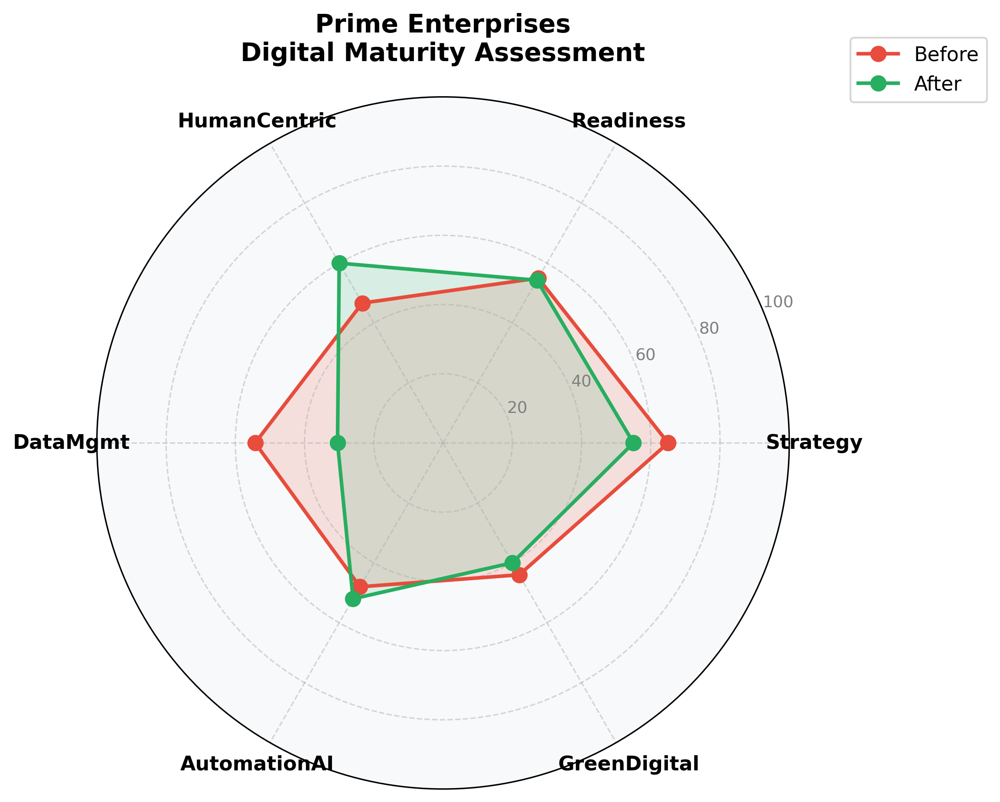 Prime Enterprises
Digital Maturity Assessment
Before
After
HumanCentric
Readiness
100
80
60
40
20
DataMgmt
Strategy
AutomationAI
GreenDigital